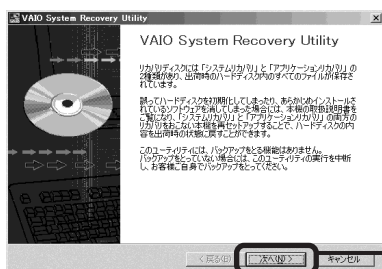 VAIO System Recovery Utility
VAIO System Recovery Utility
リカバリディスクには「システムリカバリ」と「アプリケーションリカバリ」の
2種類があり、出荷時のハードディスク内のすべてのファイルが保存さ
れています。
誤ってハードディスクを初期化してしまったり、あらかじめインストールさ
れているソフトウェアを消してしまった場合には、本機の取扱説明書を
ご覧になり、「システムリカバリ」と「アプリケーションリカバリ」の両方の
リカバリをおこない本機を再セットアップすることで、ハードディスクの内
容を出荷時の状態に戻すことができます。
このユーティリティには、バックアップをとる機能はありません。
バックアップをとっていない場合には、このユーティリティの実行を中断
し、お客様ご自身でバックアップをとってください。
< 戻る(B) 次へ(N) > キャンセル